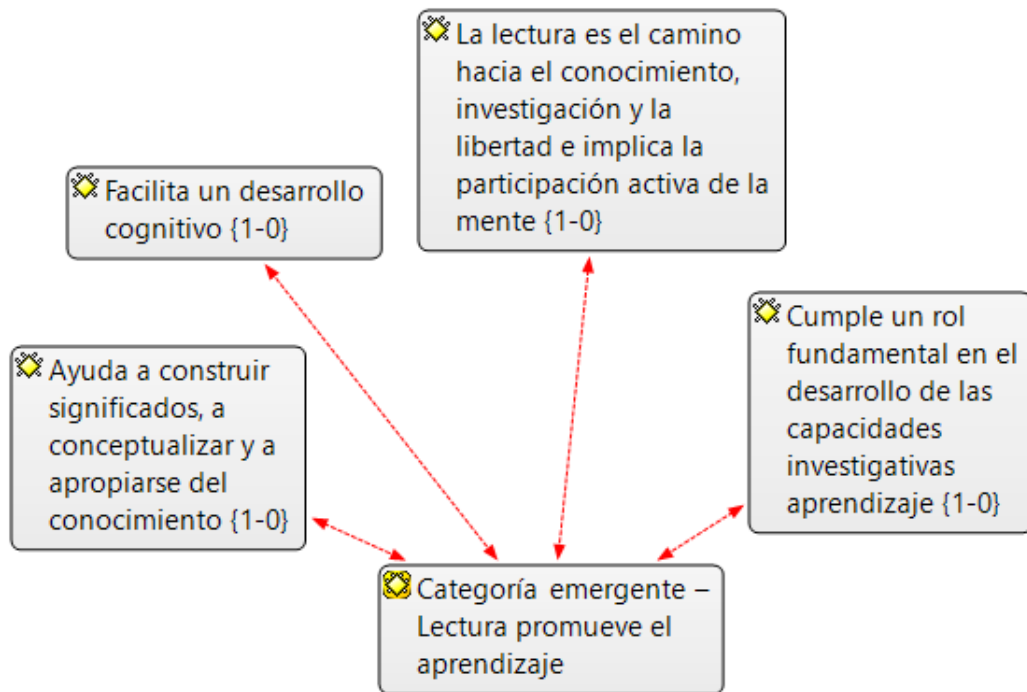 La lectura es el camino
hacia el conocimiento,
investigación y la
libertad e implica la
participación activa de la
mente {1-0}
Facilita un desarrollo
cognitivo {1-0}
Cumple un rol
fundamental en el
desarrollo de las
capacidades
investigativas
aprendizaje {1-0}
Ayuda a construir
significados, a
conceptualizar y a
apropiarse del
conocimiento {1-0}
Categoría emergente –
Lectura promueve el
aprendizaje